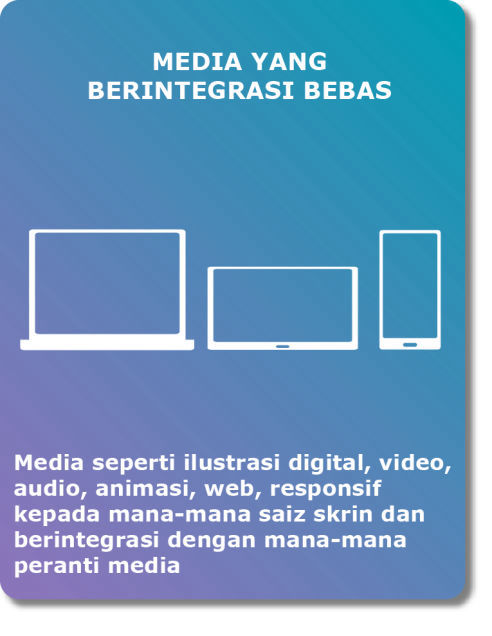 MEDIA YANG
BERINTEGRASI BEBAS
Media seperti ilustrasi digital, video,
audio, animasi, web, responsif
kepada mana-mana saiz skrin dan
berintegrasi dengan mana-mana
peranti media